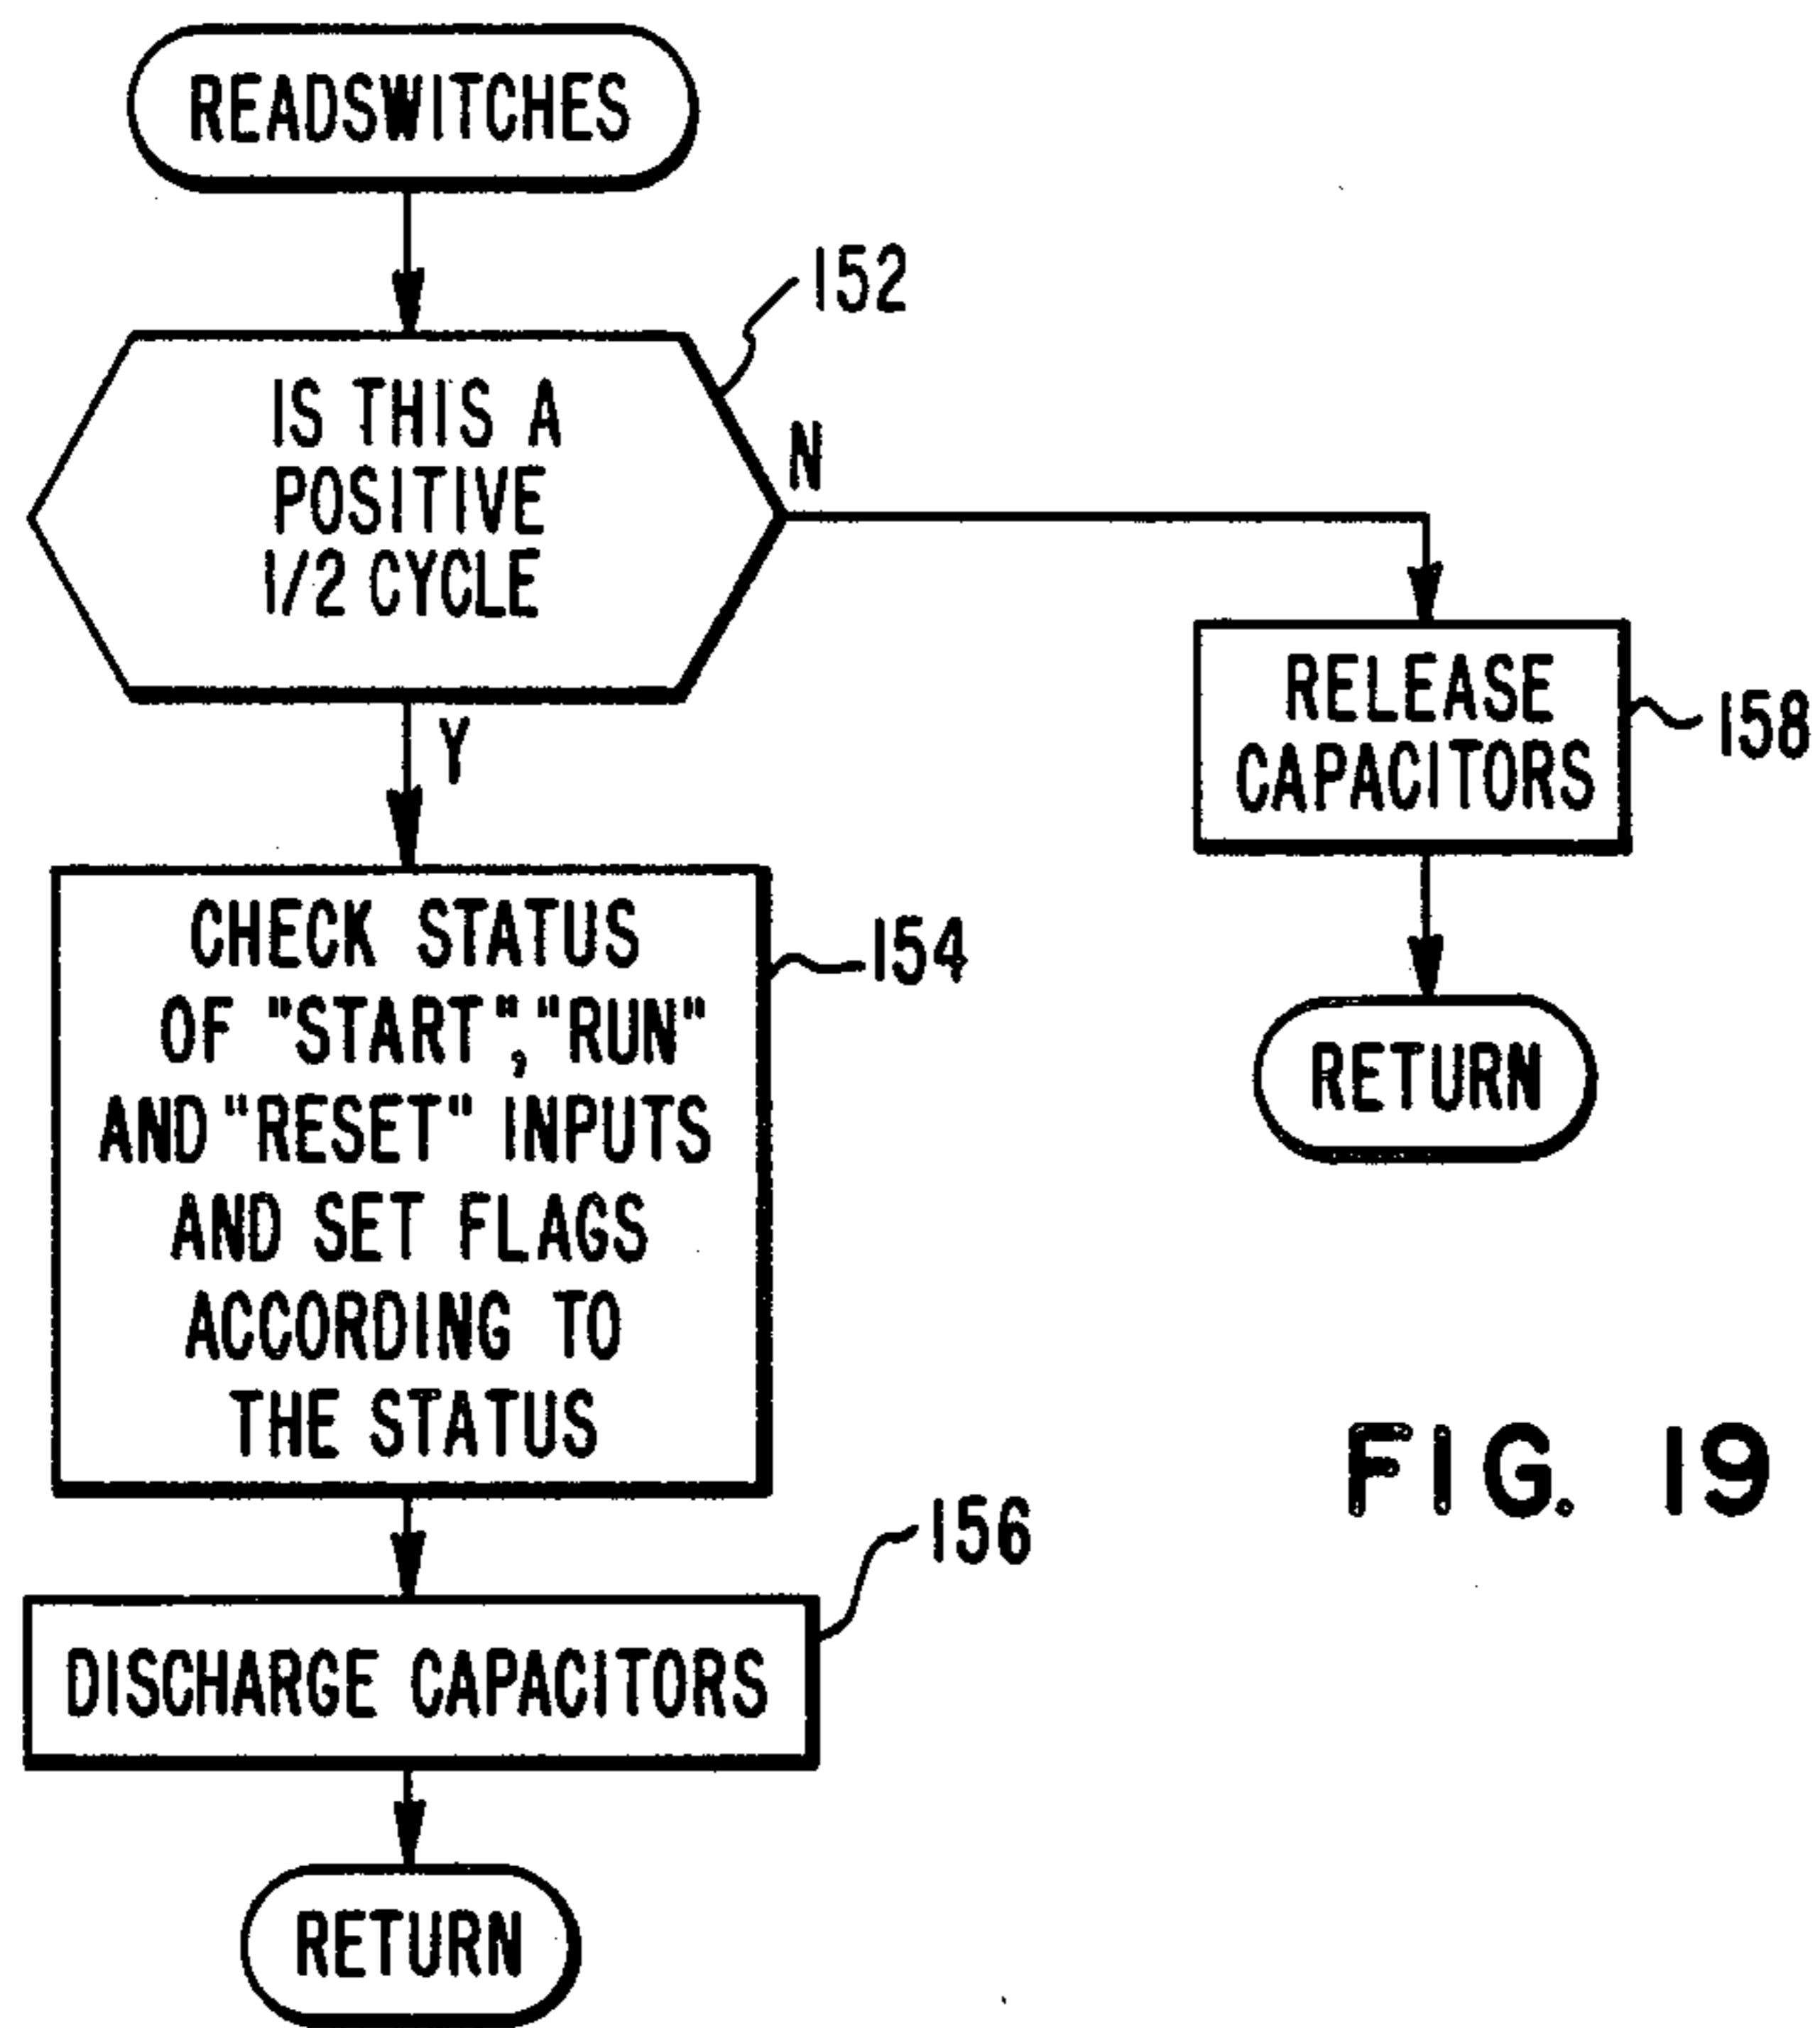 READSWITCHES
152
IS THIS A
POSITIVE
1/2 CYCLE
N
Y
RELEASE
CAPACITORS
158
RETURN
CHECK STATUS
OF "START", "RUN"
AND "RESET" INPUTS
AND SET FLAGS
ACCORDING TO
THE STATUS
154
156
DISCHARGE CAPACITORS
RETURN
FIG. 19